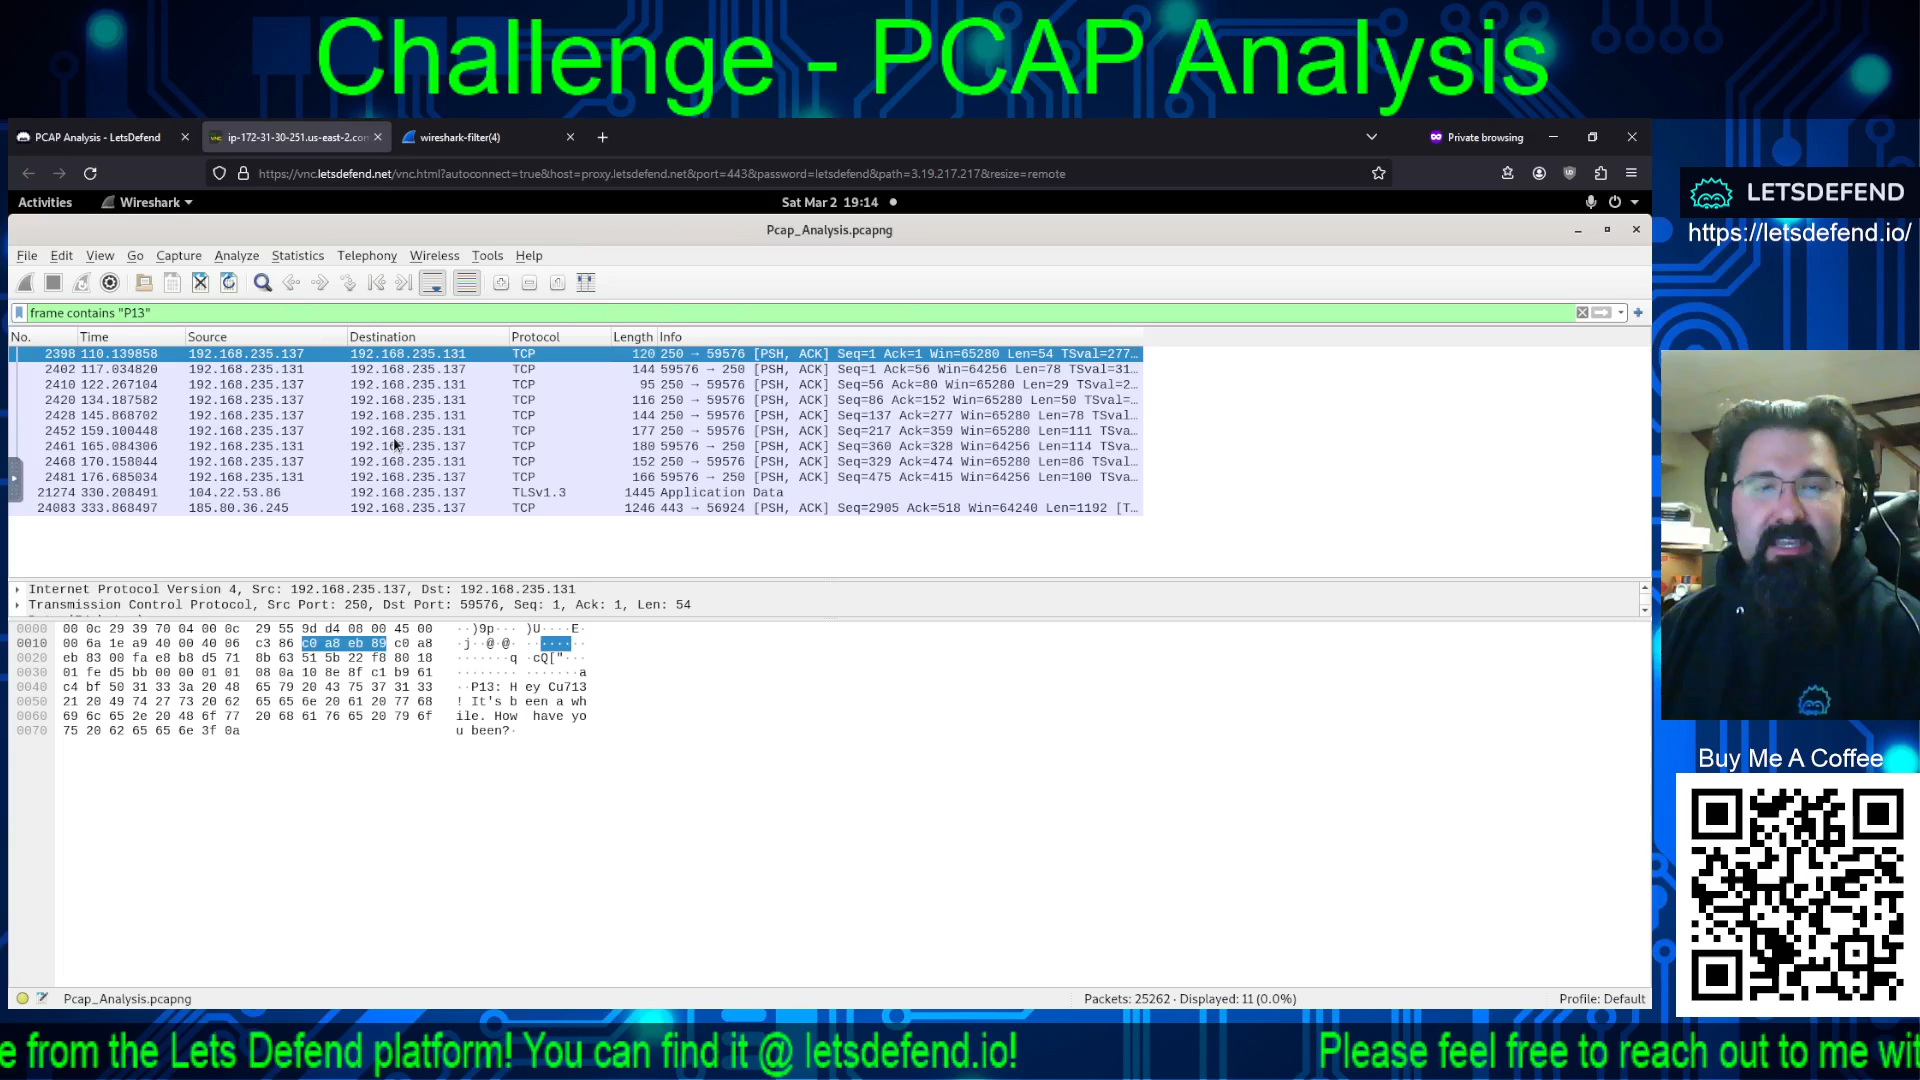 Challenge - PCAP Analysis
PCAP Analysis - LetsDefend
ip-172-31-30-251.us-east-2.con
wireshark-filter(4)
Private browsing
https://vnc.letsdefend.net/vnc.html?autoconnect=true&host=proxy.letsdefend.net&port=443&password=letsdefend&path=3.19.217.217&resize=remote
Activities Wireshark Sat Mar 2 19:14
Pcap_Analysis.pcapng
File Edit View Go Capture Analyze Statistics Telephony Wireless Tools Help
frame contains "P13"
No. Time Source Destination Protocol Length Info
2398 110.139858 192.168.235.137 192.168.235.131 TCP 120 250 → 59576 [PSH, ACK] Seq=1 Ack=1 Win=65280 Len=54 TSval=277…
2402 117.034820 192.168.235.131 192.168.235.137 TCP 144 59576 → 250 [PSH, ACK] Seq=1 Ack=56 Win=64256 Len=78 TSval=31…
2410 122.267104 192.168.235.137 192.168.235.131 TCP 95 250 → 59576 [PSH, ACK] Seq=56 Ack=80 Win=65280 Len=29 TSval=2…
2420 134.187582 192.168.235.137 192.168.235.131 TCP 116 250 → 59576 [PSH, ACK] Seq=86 Ack=152 Win=65280 Len=50 TSval=…
2428 145.868702 192.168.235.137 192.168.235.131 TCP 144 250 → 59576 [PSH, ACK] Seq=137 Ack=277 Win=65280 Len=78 TSval…
2452 159.100448 192.168.235.137 192.168.235.131 TCP 177 250 → 59576 [PSH, ACK] Seq=217 Ack=359 Win=65280 Len=111 TSva…
2461 165.084306 192.168.235.131 192.168.235.137 TCP 180 59576 → 250 [PSH, ACK] Seq=360 Ack=328 Win=64256 Len=114 TSva…
2468 170.158044 192.168.235.137 192.168.235.131 TCP 152 250 → 59576 [PSH, ACK] Seq=329 Ack=474 Win=65280 Len=86 TSval…
2481 176.685034 192.168.235.131 192.168.235.137 TCP 166 59576 → 250 [PSH, ACK] Seq=475 Ack=415 Win=64256 Len=100 TSva…
21274 330.208491 104.22.53.86 192.168.235.137 TLSv1.3 1445 Application Data
24083 333.868497 185.80.36.245 192.168.235.137 TCP 1246 443 → 56924 [PSH, ACK] Seq=2905 Ack=518 Win=64240 Len=1192 [T…
Internet Protocol Version 4, Src: 192.168.235.137, Dst: 192.168.235.131
Transmission Control Protocol, Src Port: 250, Dst Port: 59576, Seq: 1, Ack: 1, Len: 54
0000 00 0c 29 39 70 04 00 0c 29 55 9d d4 08 00 45 00 ··)9p··· )U····E·
0010 00 6a 1e a9 40 00 40 06 c3 86 c0 a8 eb 89 c0 a8 ·j··@·@· ········
0020 eb 83 00 fa e8 b8 d5 71 8b 63 51 5b 22 f8 80 18 ·······q ·cQ["···
0030 01 fe d5 bb 00 00 01 01 08 0a 10 8e 8f c1 b9 61 ········ ·······a
0040 c4 bf 50 31 33 3a 20 48 65 79 20 43 75 37 31 33 ··P13: H ey Cu713
0050 21 20 49 74 27 73 20 62 65 65 6e 20 61 20 77 68 ! It's b een a wh
0060 69 6c 65 2e 20 48 6f 77 20 68 61 76 65 20 79 6f ile. How have yo
0070 75 20 62 65 65 6e 3f 0a u been?·
Pcap_Analysis.pcapng Packets: 25262 · Displayed: 11 (0.0%) Profile: Default
LETSDEFEND
https://letsdefend.io/
Buy Me A Coffee
e from the Lets Defend platform! You can find it @ letsdefend.io! Please feel free to reach out to me wit